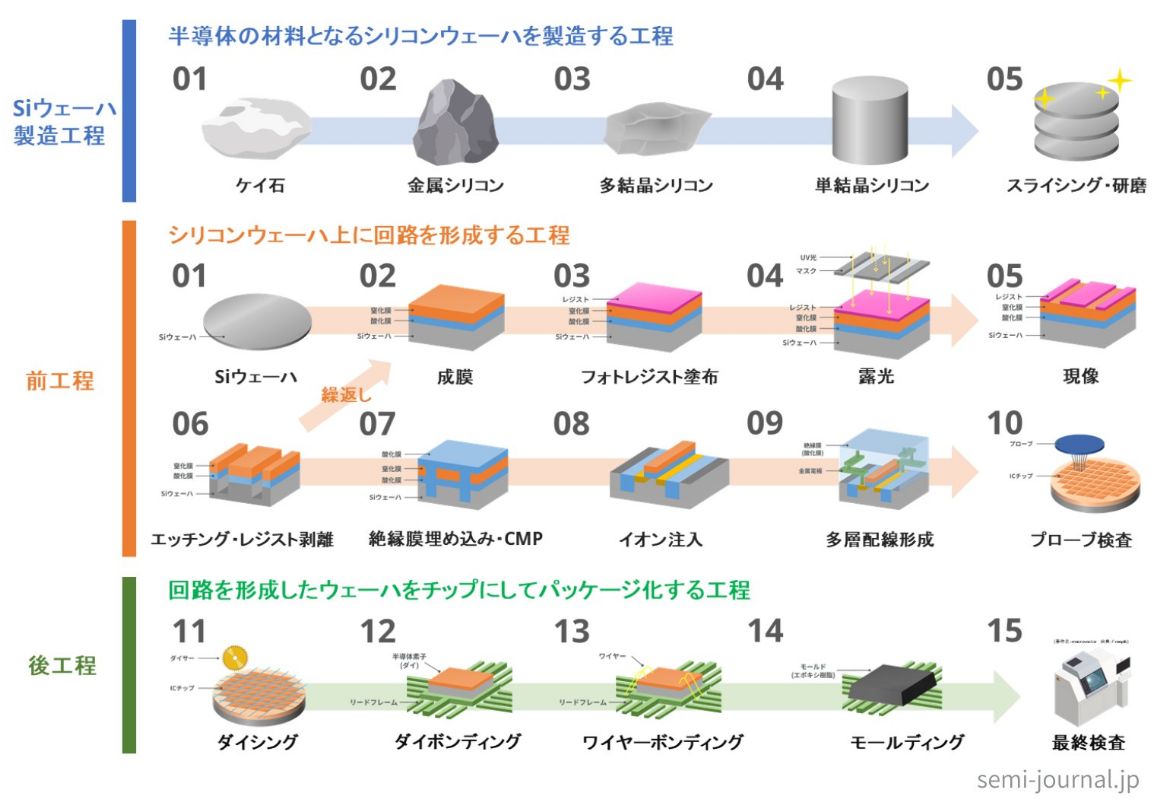 半導体の材料となるシリコンウェーハを製造する工程
Siウェーハ
製造工程
01
02
03
04
05
ケイ石
金属シリコン
多結晶シリコン
単結晶シリコン
スライシング・研磨
前工程
シリコンウェーハ上に回路を形成する工程
01
Siウェーハ
Siウェーハ
02
窒化膜
酸化膜
Siウェーハ
成膜
03
レジスト
窒化膜
酸化膜
Siウェーハ
フォトレジスト塗布
04
UV光
マスク
レジスト
窒化膜
酸化膜
Siウェーハ
露光
05
レジスト
窒化膜
酸化膜
Siウェーハ
現像
繰返し
06
窒化膜
酸化膜
Siウェーハ
エッチング・レジスト剥離
07
酸化膜
窒化膜
酸化膜
Siウェーハ
絶縁膜埋め込み・CMP
08
イオン注入
09
絶縁膜
(酸化膜)
金属電極
多層配線形成
10
プローブ
ICチップ
プローブ検査
後工程
回路を形成したウェーハをチップにしてパッケージ化する工程
11
ダイサー
ICチップ
ダイシング
12
半導体素子
(ダイ)
リードフレーム
ダイボンディング
13
ワイヤー
リードフレーム
ワイヤーボンディング
14
モールド
(エポキシ樹脂)
モールディング
15
最終検査
semi-journal.jp